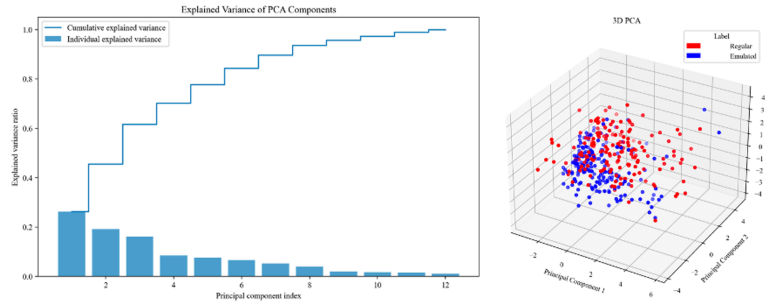 Explained Variance of PCA Components
Cumulative explained variance
Individual explained variance
1.0
0.8
0.6
0.4
0.2
0.0
Explained variance ratio
2
4
6
8
10
12
Principal component index
3D PCA
Label
Regular
Emulated
4
3
2
1
0
−1
−2
−3
−4
−2
0
2
4
6
Principal Component 1
−4
−2
0
2
4
Principal Component 2